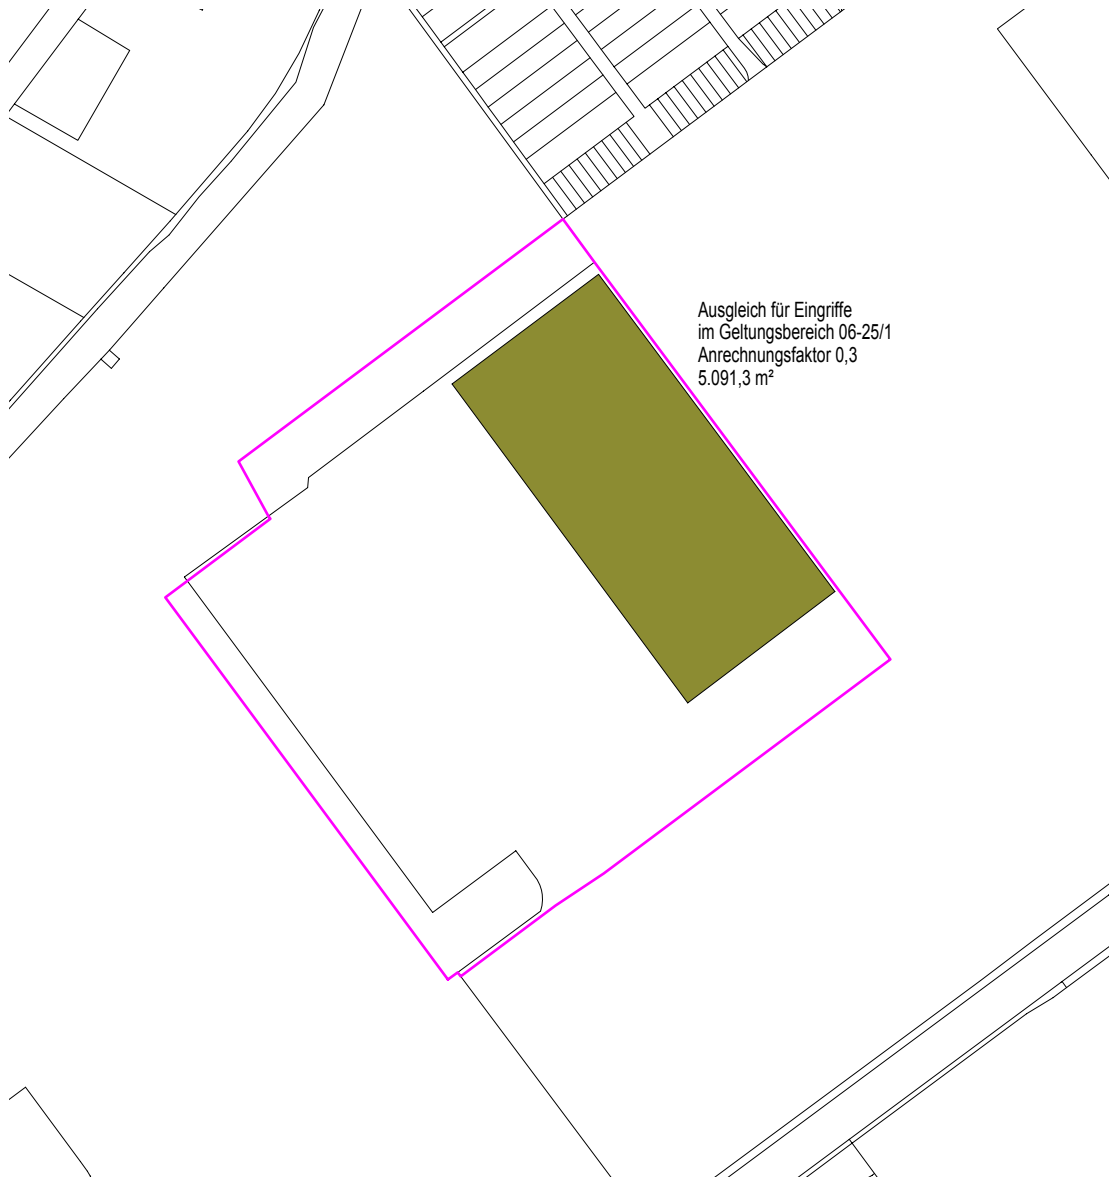 Ausgleich für Eingriffe
im Geltungsbereich 06-25/1
Anrechnungsfaktor 0,3
5.091,3 m²